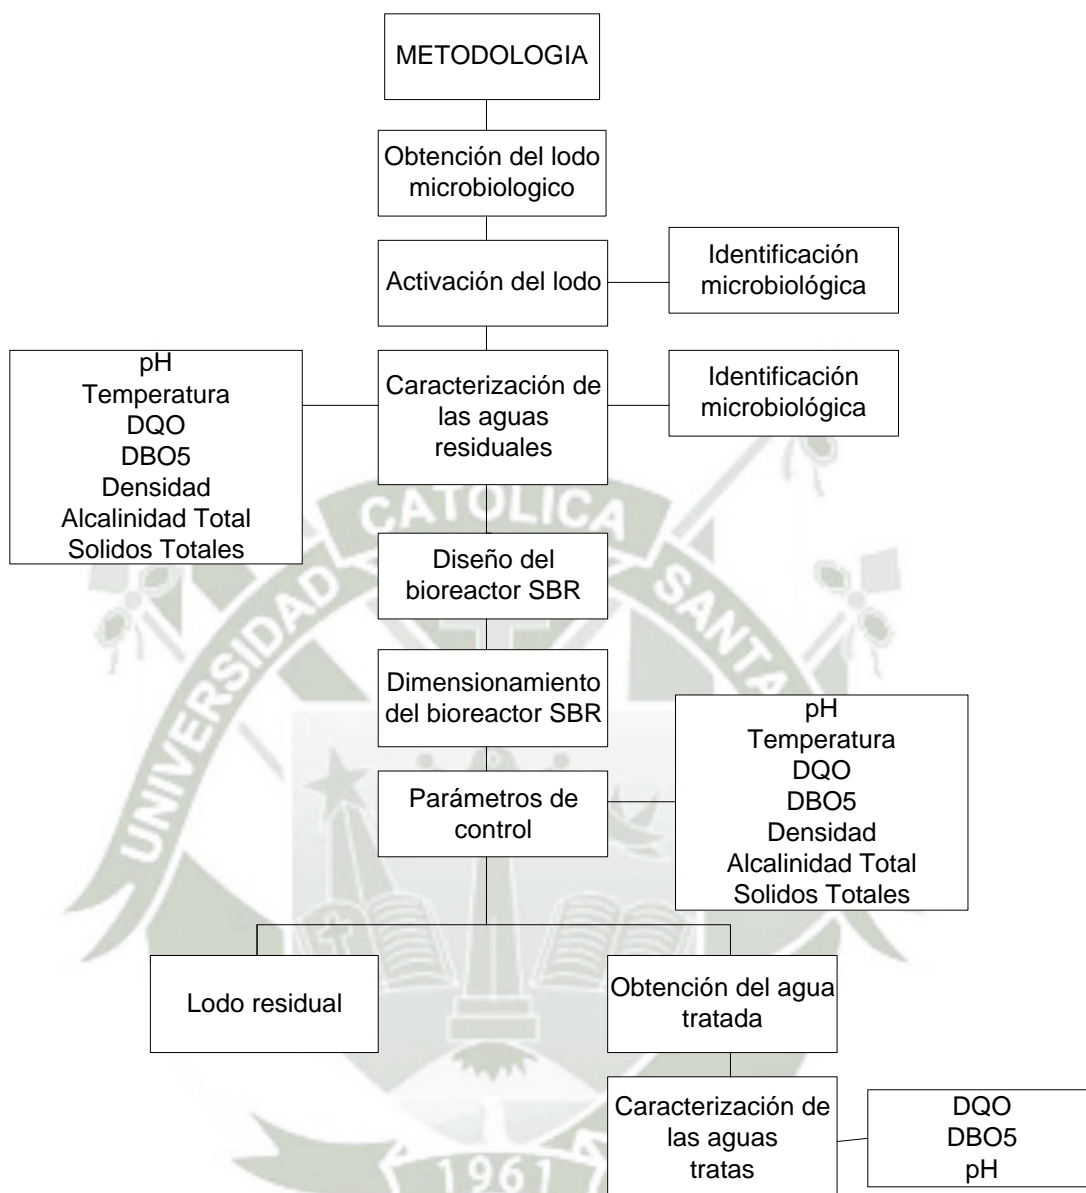 METODOLOGIA
Obtención del lodo
microbiologico
Activación del lodo
Identificación
microbiológica
pH
Temperatura
DQO
DBO5
Densidad
Alcalinidad Total
Solidos Totales
Caracterización de
las aguas
residuales
Identificación
microbiológica
Diseño del
bioreactor SBR
Dimensionamiento
del bioreactor SBR
Parámetros de
control
pH
Temperatura
DQO
DBO5
Densidad
Alcalinidad Total
Solidos Totales
Lodo residual
Obtención del agua
tratada
Caracterización de
las aguas
tratas
DQO
DBO5
pH
UNIVERSIDAD CATOLICA SANTA
1961